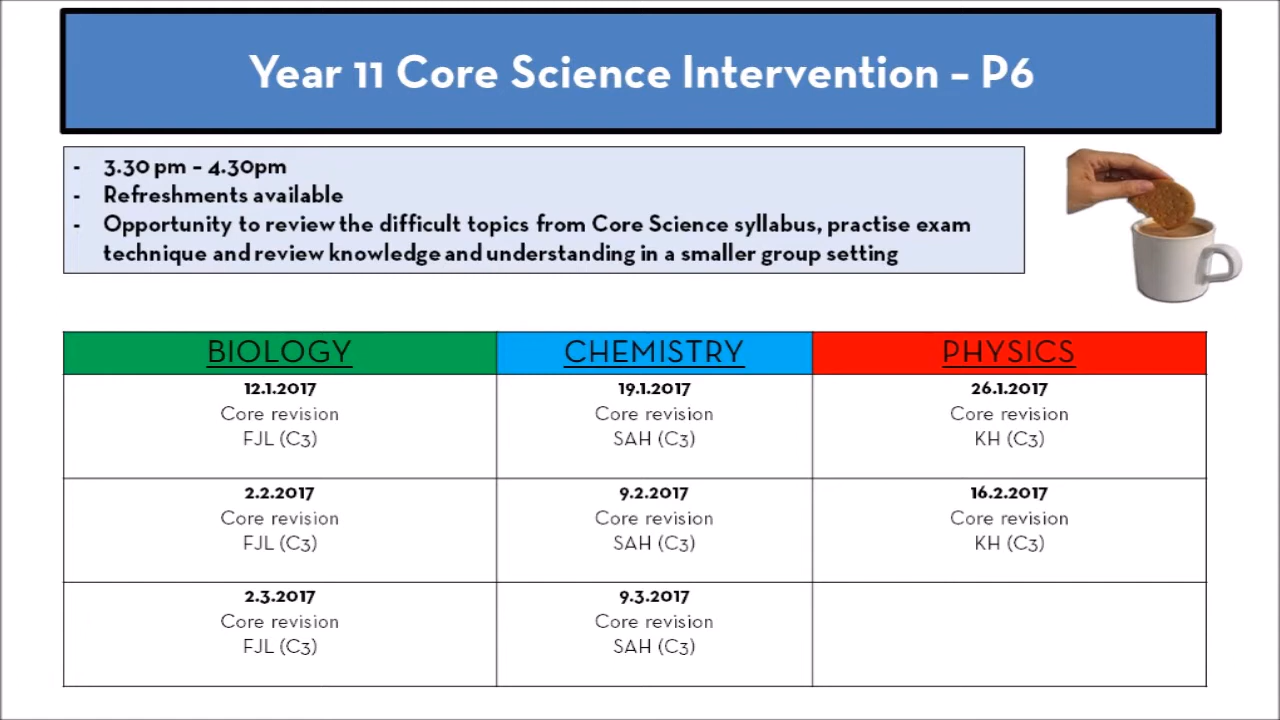 Year 11 Core Science Intervention – P6
- 3.30 pm – 4.30pm
- Refreshments available
- Opportunity to review the difficult topics from Core Science syllabus, practise exam
technique and review knowledge and understanding in a smaller group setting
BIOLOGY CHEMISTRY PHYSICS
12.1.2017 19.1.2017 26.1.2017
Core revision Core revision Core revision
FJL (C3) SAH (C3) KH (C3)
2.2.2017 9.2.2017 16.2.2017
Core revision Core revision Core revision
FJL (C3) SAH (C3) KH (C3)
2.3.2017 9.3.2017
Core revision Core revision
FJL (C3) SAH (C3)